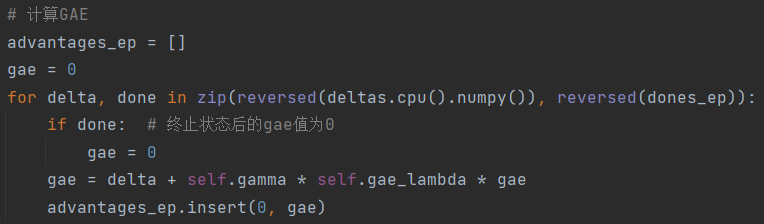 # 计算GAE
advantages_ep = []
gae = 0
for delta, done in zip(reversed(deltas.cpu().numpy()), reversed(dones_ep)):
    if done:  # 终止状态后的gae值为0
        gae = 0
    gae = delta + self.gamma * self.gae_lambda * gae
    advantages_ep.insert(0, gae)